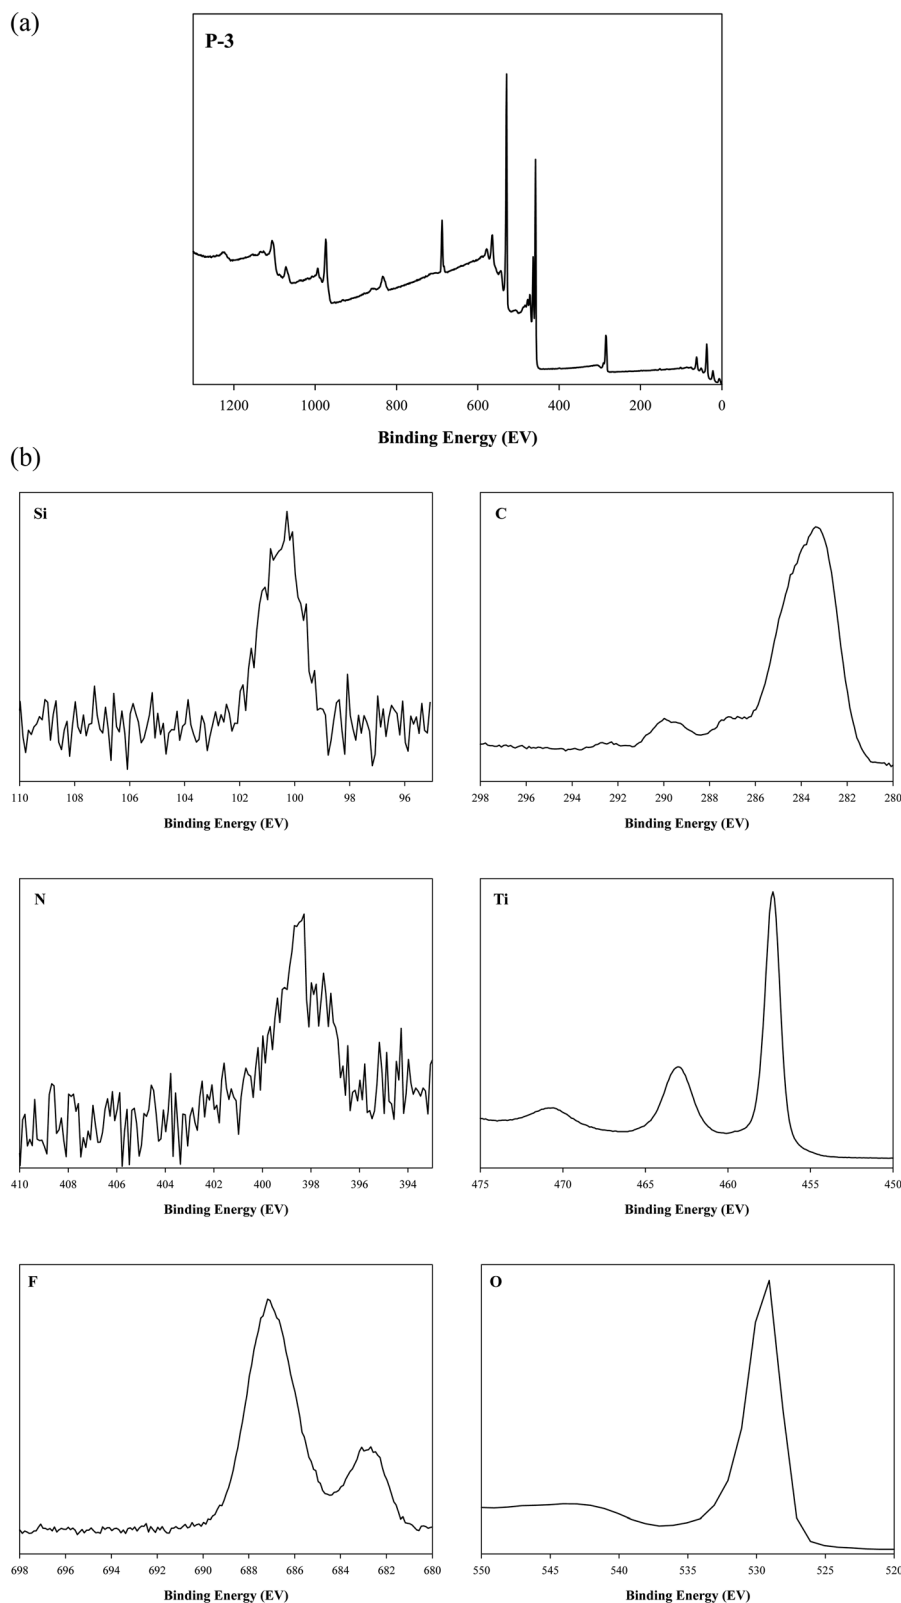 (a)
P-3
1200 1000 800 600 400 200 0
Binding Energy (EV)
(b)
Si
110 108 106 104 102 100 98 96
Binding Energy (EV)
C
298 296 294 292 290 288 286 284 282 280
Binding Energy (EV)
N
410 408 406 404 402 400 398 396 394
Binding Energy (EV)
Ti
475 470 465 460 455 450
Binding Energy (EV)
F
698 696 694 692 690 688 686 684 682 680
Binding Energy (EV)
O
550 545 540 535 530 525 520
Binding Energy (EV)